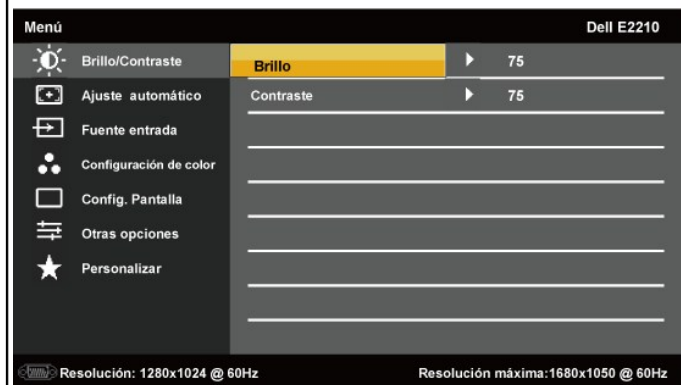 Menú Dell E2210
Brillo/Contraste Brillo 75
Ajuste automático Contraste 75
Fuente entrada
Configuración de color
Config. Pantalla
Otras opciones
Personalizar
Resolución: 1280x1024 @ 60Hz Resolución máxima:1680x1050 @ 60Hz